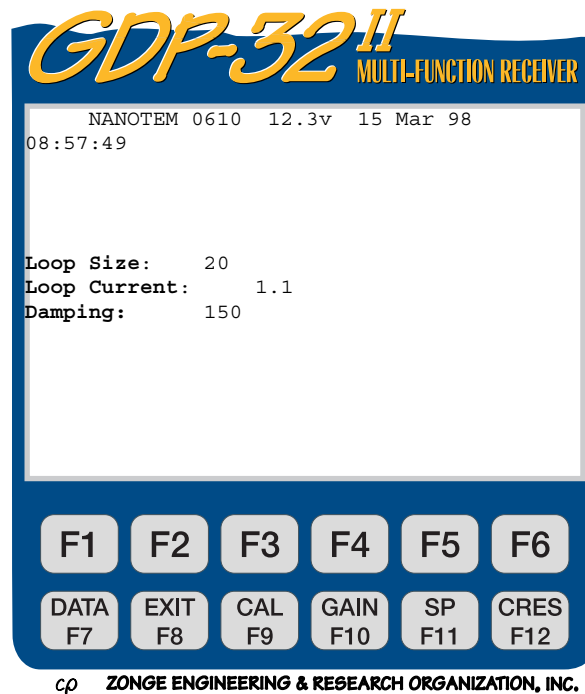 GDP-32 II
MULTI-FUNCTION RECEIVER
NANOTEM 0610 12.3v 15 Mar 98
08:57:49
Loop Size: 20
Loop Current: 1.1
Damping: 150
F1 F2 F3 F4 F5 F6
DATA EXIT CAL GAIN SP CRES
F7 F8 F9 F10 F11 F12
ZONGE ENGINEERING & RESEARCH ORGANIZATION, INC.